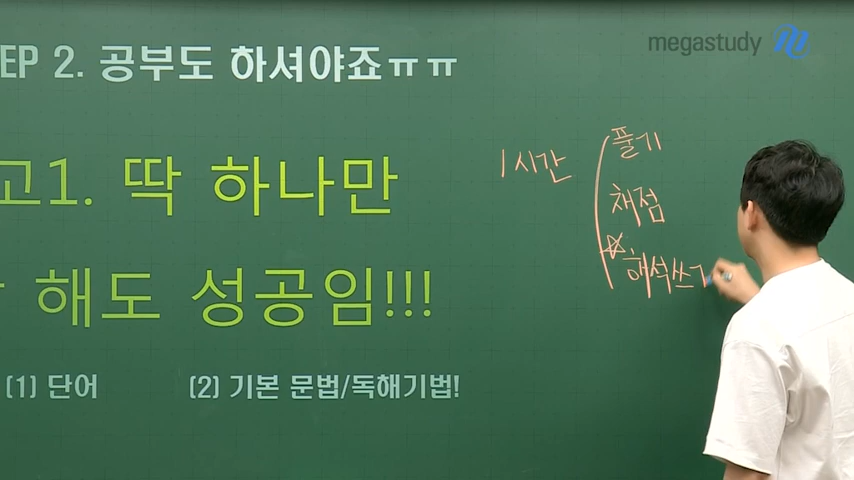 megastudy
EP 2. 공부도 하셔야죠ㅠㅠ
고1. 딱 하나만
해도 성공임!!!
(1) 단어
(2) 기본 문법/독해기법!
1시간
풀기
채점
☆. 해석쓰기